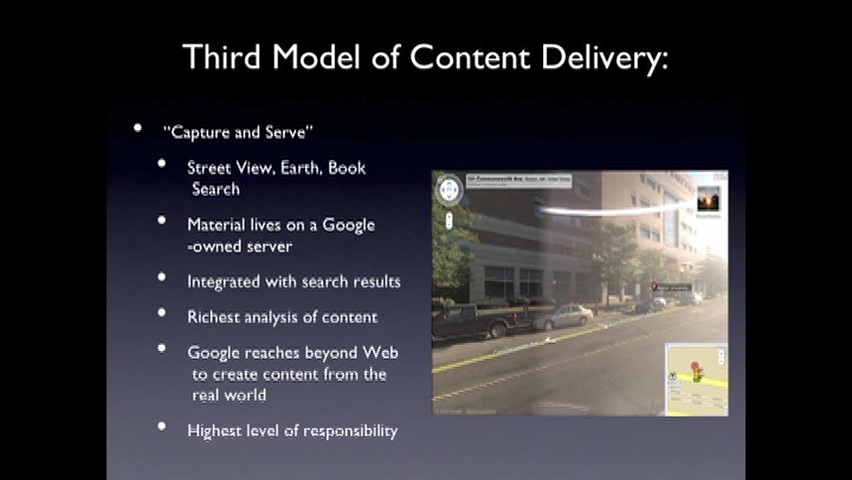 Third Model of Content Delivery:
"Capture and Serve"
Street View, Earth, Book
Search
Material lives on a Google
-owned server
Integrated with search results
Richest analysis of content
Google reaches beyond Web
to create content from the
real world
Highest level of responsibility
Commonwealth Ave